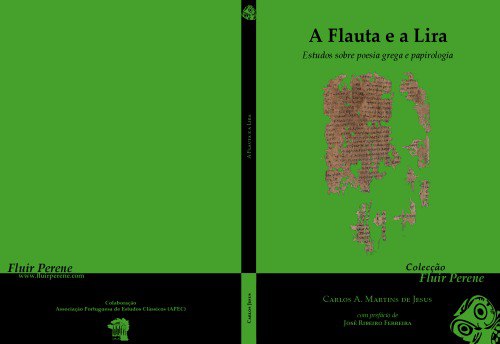 Fluir Perene
www.fluirperene.com
Colaboração
Associação Portuguesa de Estudos Clássicos (APEC)
A Flauta e a Lira
Carlos Jesus
A Flauta e a Lira
Estudos sobre poesia grega e papirologia
Colecção
Fluir Perene
Carlos A. Martins de Jesus
com prefácio de
José Ribeiro Ferreira